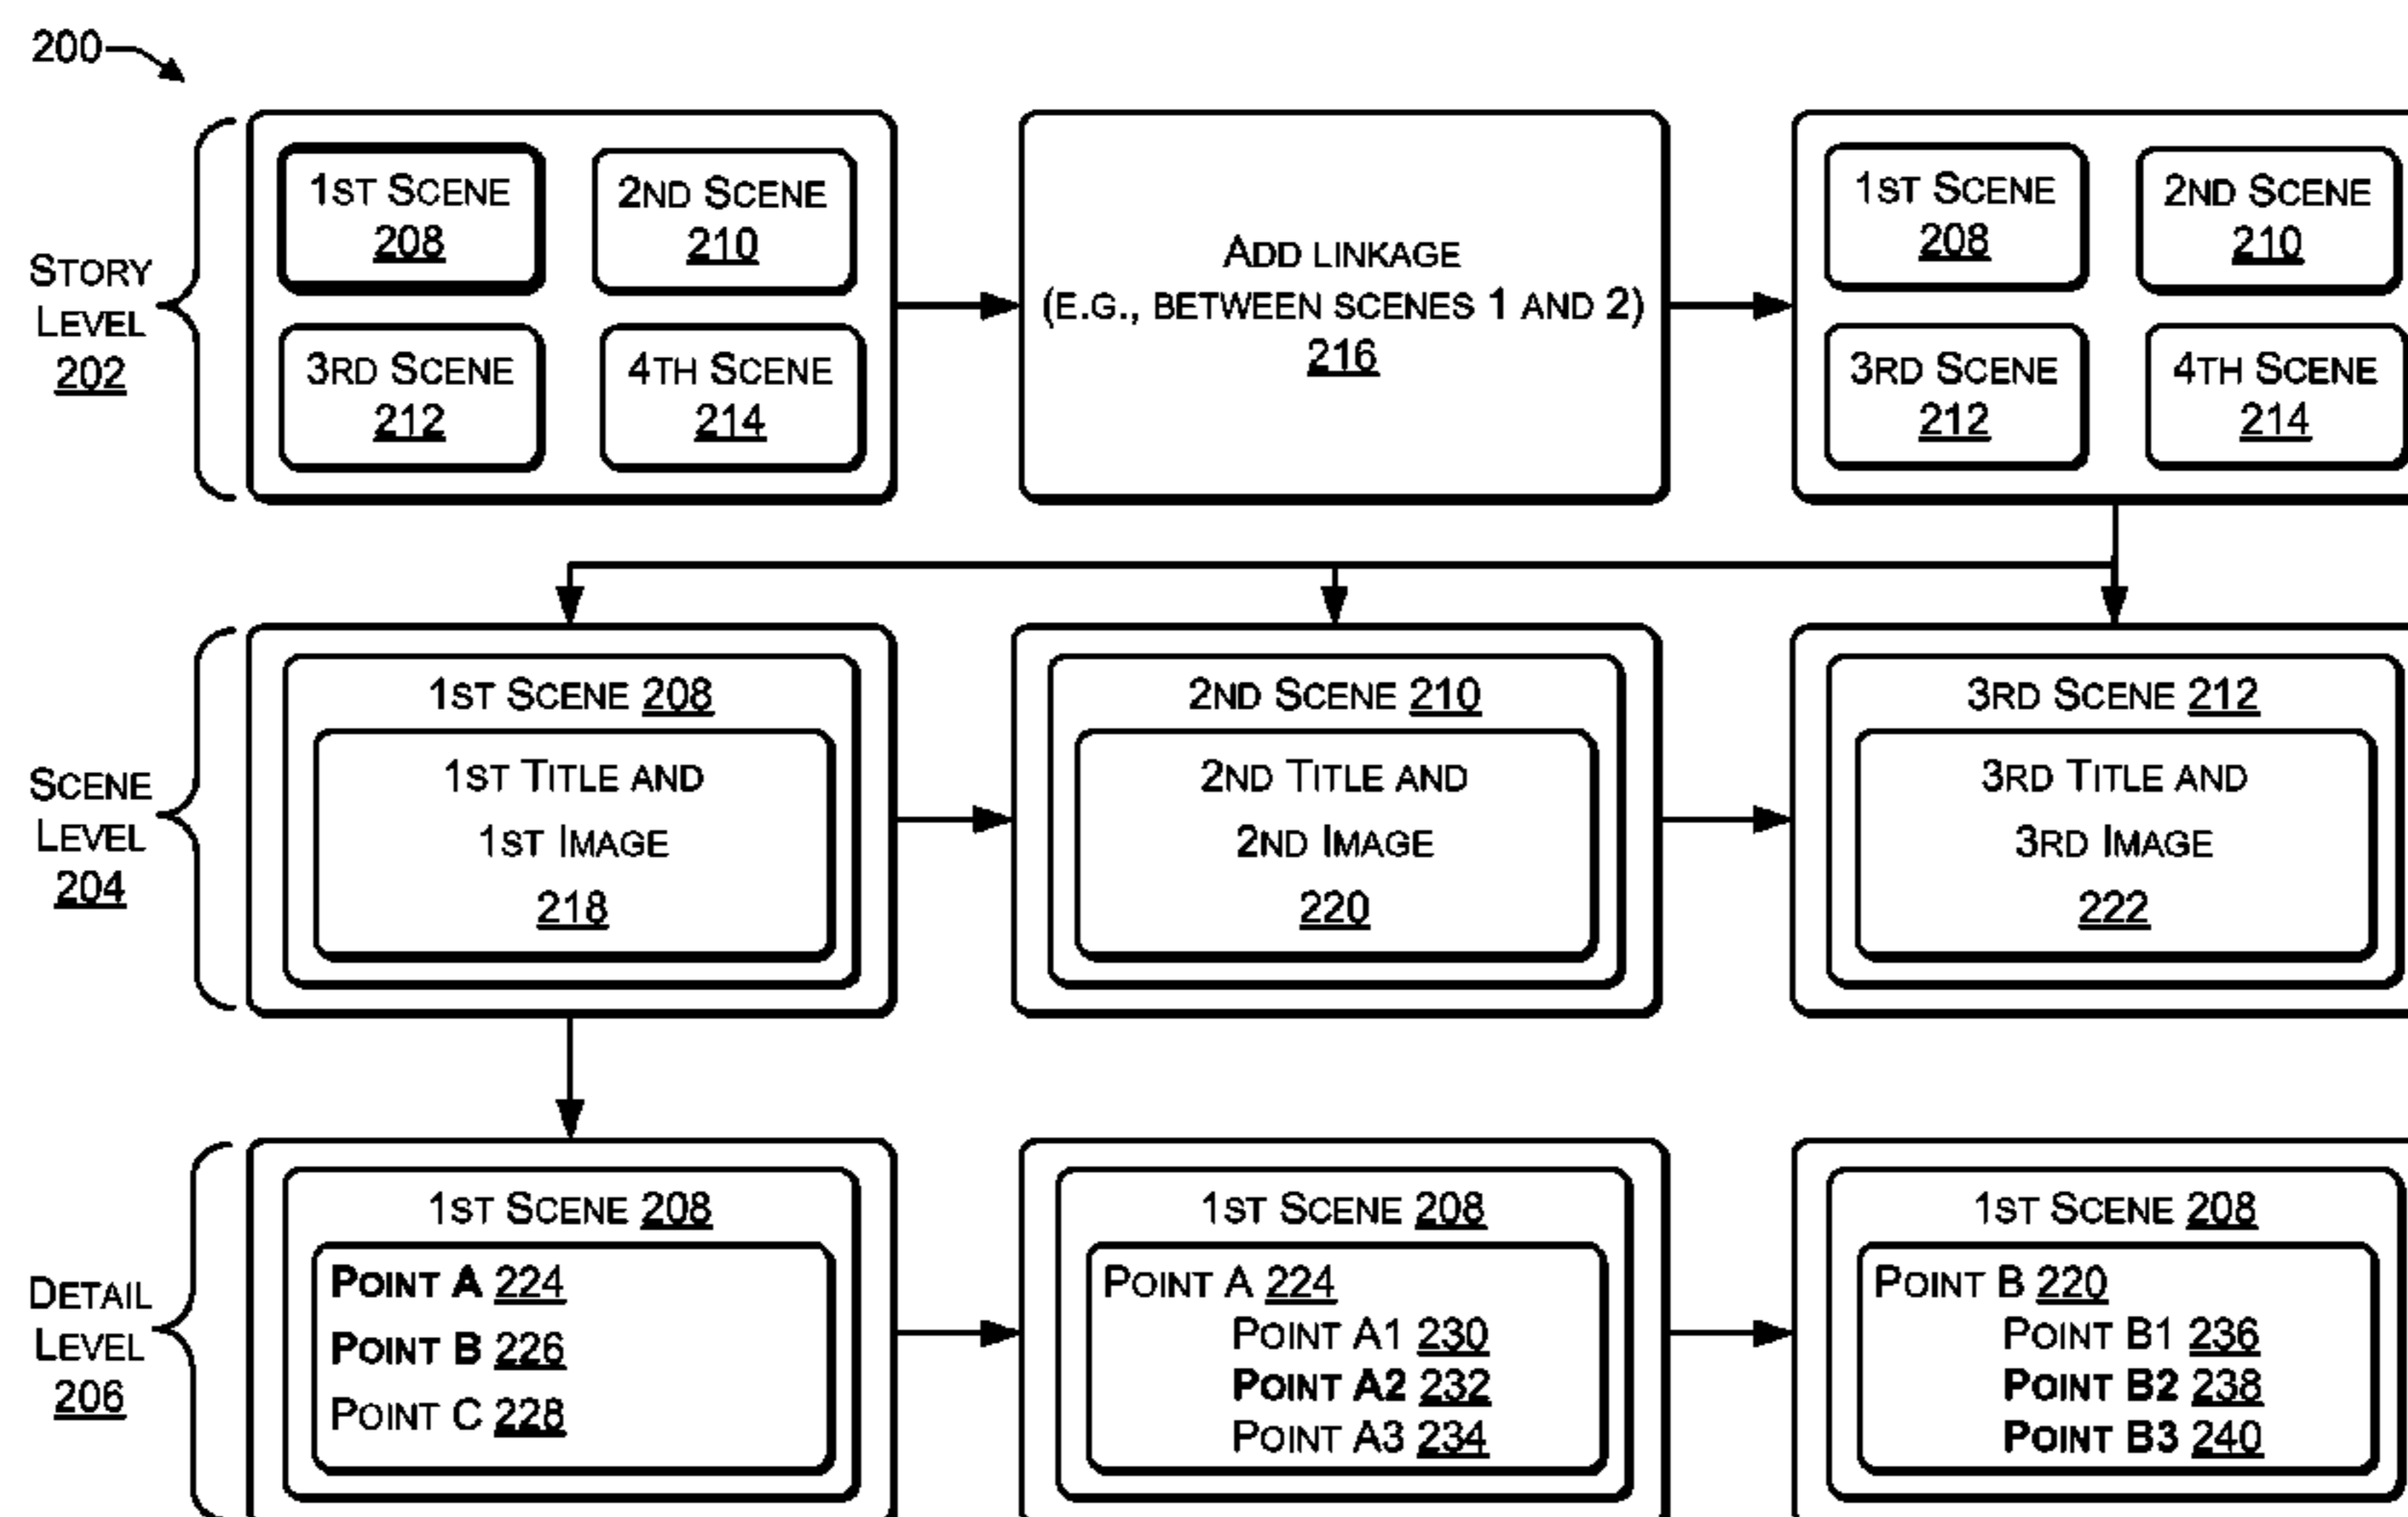 200
STORY
LEVEL
202
1ST SCENE
208
2ND SCENE
210
3RD SCENE
212
4TH SCENE
214
ADD LINKAGE
(E.G., BETWEEN SCENES 1 AND 2)
216
1ST SCENE
208
2ND SCENE
210
3RD SCENE
212
4TH SCENE
214
SCENE
LEVEL
204
1ST SCENE 208
1ST TITLE AND
1ST IMAGE
218
2ND SCENE 210
2ND TITLE AND
2ND IMAGE
220
3RD SCENE 212
3RD TITLE AND
3RD IMAGE
222
DETAIL
LEVEL
206
1ST SCENE 208
POINT A 224
POINT B 226
POINT C 228
1ST SCENE 208
POINT A 224
POINT A1 230
POINT A2 232
POINT A3 234
1ST SCENE 208
POINT B 220
POINT B1 236
POINT B2 238
POINT B3 240